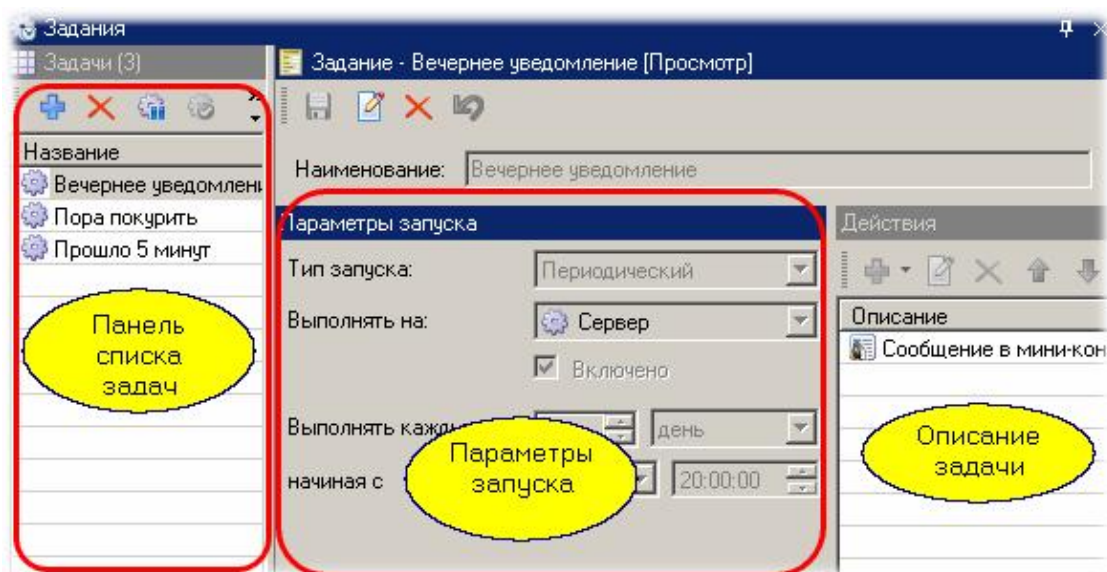 Задания
Задачи (3)
Задание - Вечернее уведомление [Просмотр]
Название
Вечернее уведомлени
Пора покурить
Прошло 5 минут
Панель
списка
задач
Наименование: Вечернее уведомление
Параметры запуска
Тип запуска: Периодический
Выполнять на: Сервер
Включено
Выполнять кажды день
начиная с 20:00:00
Параметры
запуска
Действия
Описание
Сообщение в мини-кон
Описание
задачи